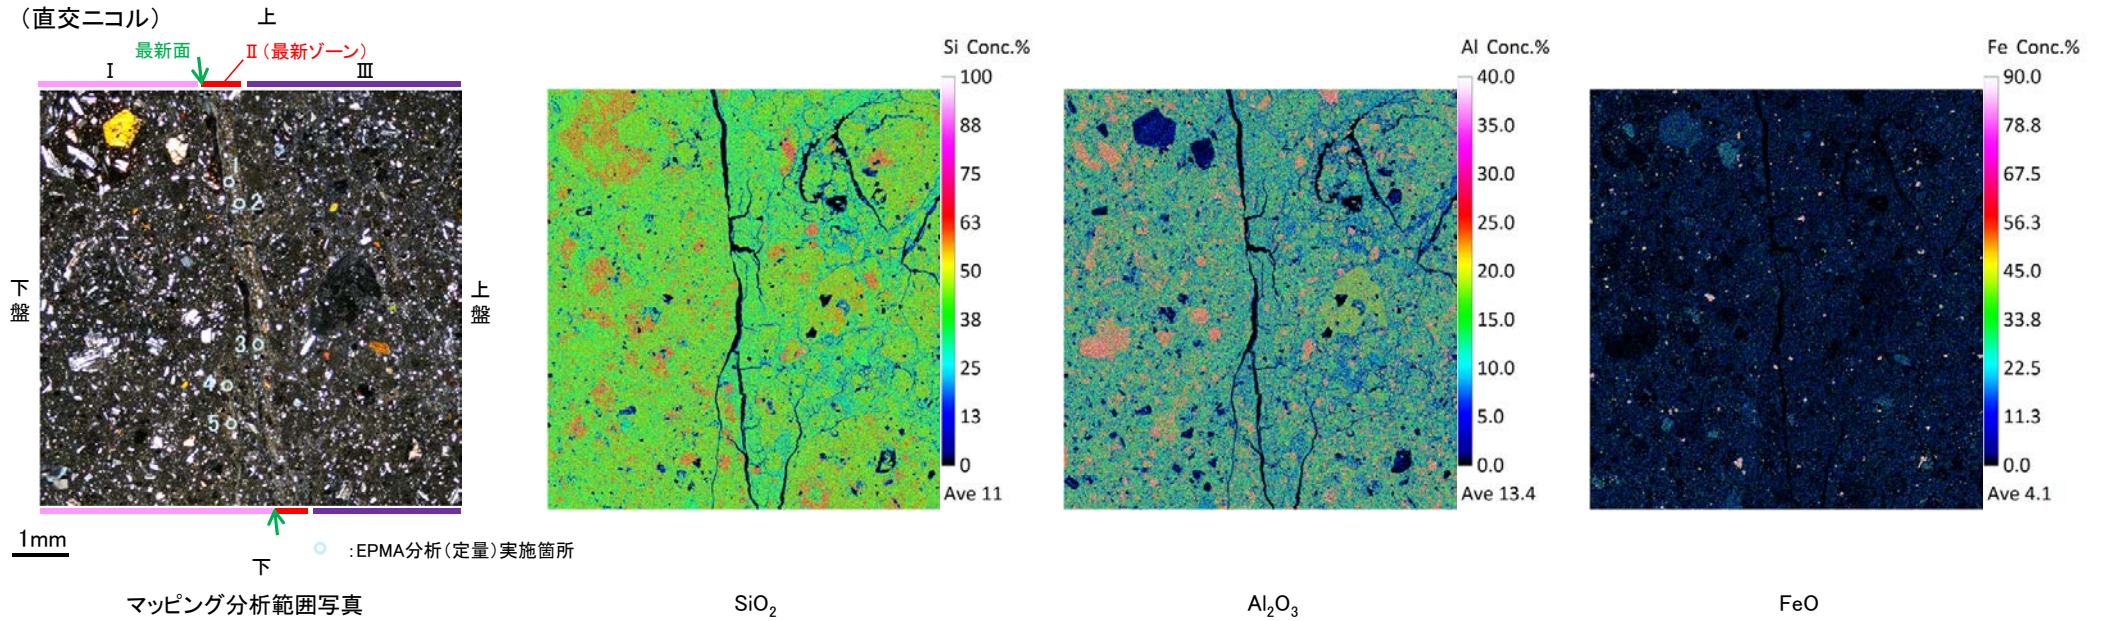 (直交ニコル)
上
最新面
Ⅱ(最新ゾーン)
Ⅰ
Ⅲ
下盤
上盤
1
2
3
4
5
1mm
下
:EPMA分析(定量)実施箇所
マッピング分析範囲写真
Si Conc.%
100
88
75
63
50
38
25
13
0
Ave 11
SiO₂
Al Conc.%
40.0
35.0
30.0
25.0
20.0
15.0
10.0
5.0
0.0
Ave 13.4
Al₂O₃
Fe Conc.%
90.0
78.8
67.5
56.3
45.0
33.8
22.5
11.3
0.0
Ave 4.1
FeO